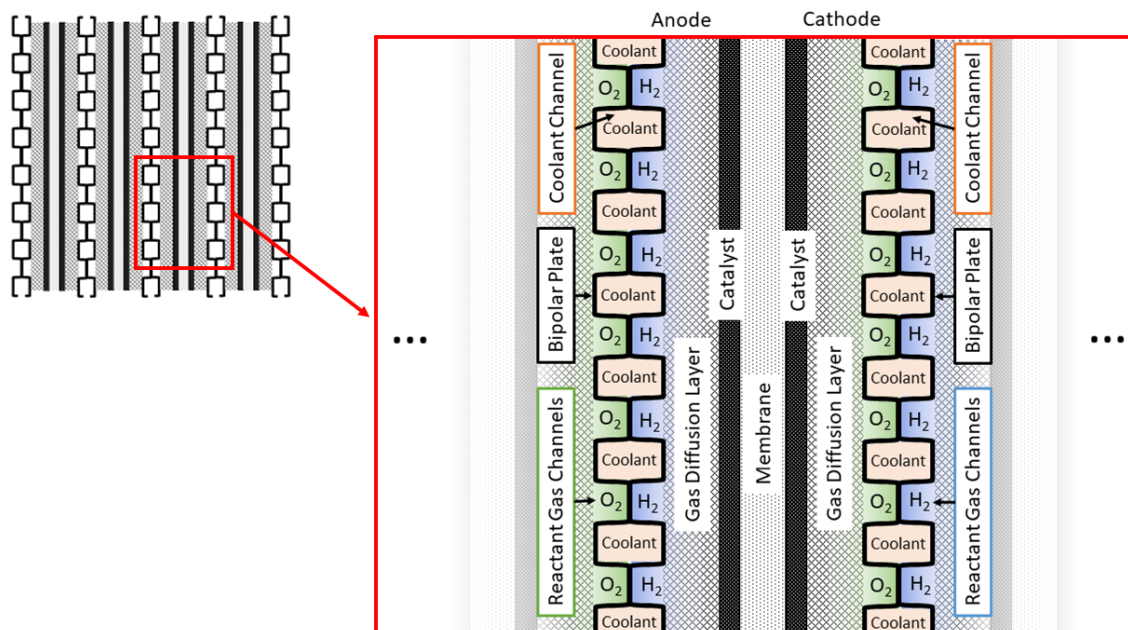 Anode
Cathode
Coolant
O₂ H₂
Coolant
O₂ H₂
Coolant
O₂ H₂
Coolant
O₂ H₂
Coolant
O₂ H₂
Coolant
O₂ H₂
Coolant
O₂ H₂
Coolant
Coolant
O₂ H₂
Coolant
O₂ H₂
Coolant
O₂ H₂
Coolant
O₂ H₂
Coolant
O₂ H₂
Coolant
O₂ H₂
Coolant
O₂ H₂
Coolant
Coolant Channel
Bipolar Plate
Reactant Gas Channels
Gas Diffusion Layer
Catalyst
Membrane
Catalyst
Gas Diffusion Layer
Coolant Channel
Bipolar Plate
Reactant Gas Channels
...
...